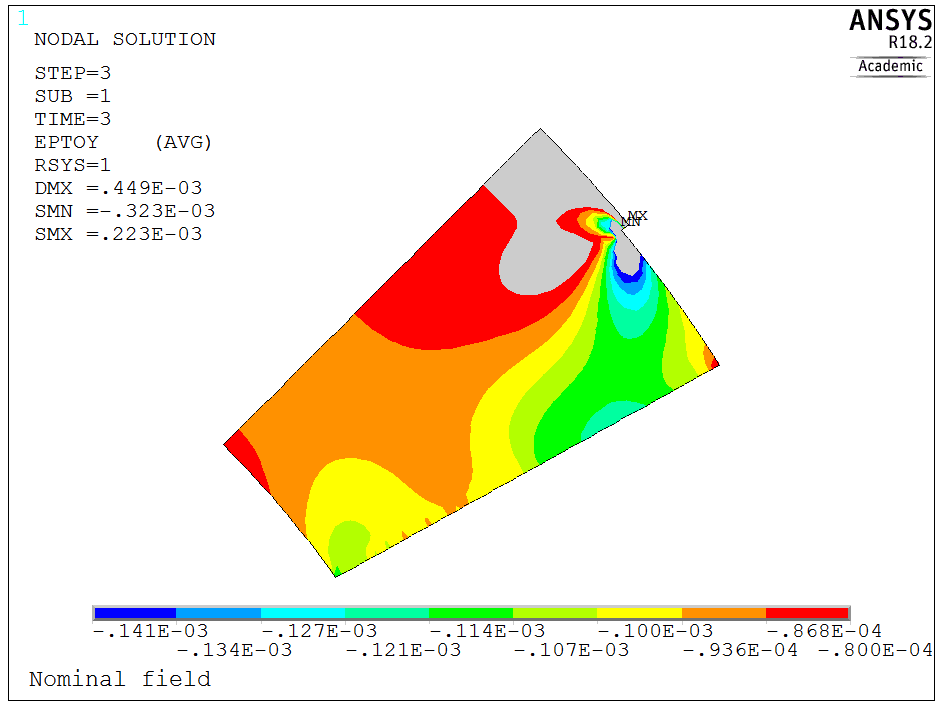 1
NODAL SOLUTION
STEP=3
SUB =1
TIME=3
EPTOY    (AVG)
RSYS=1
DMX =.449E-03
SMN =-.323E-03
SMX =.223E-03
ANSYS
R18.2
Academic
MX
MN
-.141E-03 -.127E-03 -.114E-03 -.100E-03 -.868E-04
-.134E-03 -.121E-03 -.107E-03 -.936E-04 -.800E-04
Nominal field